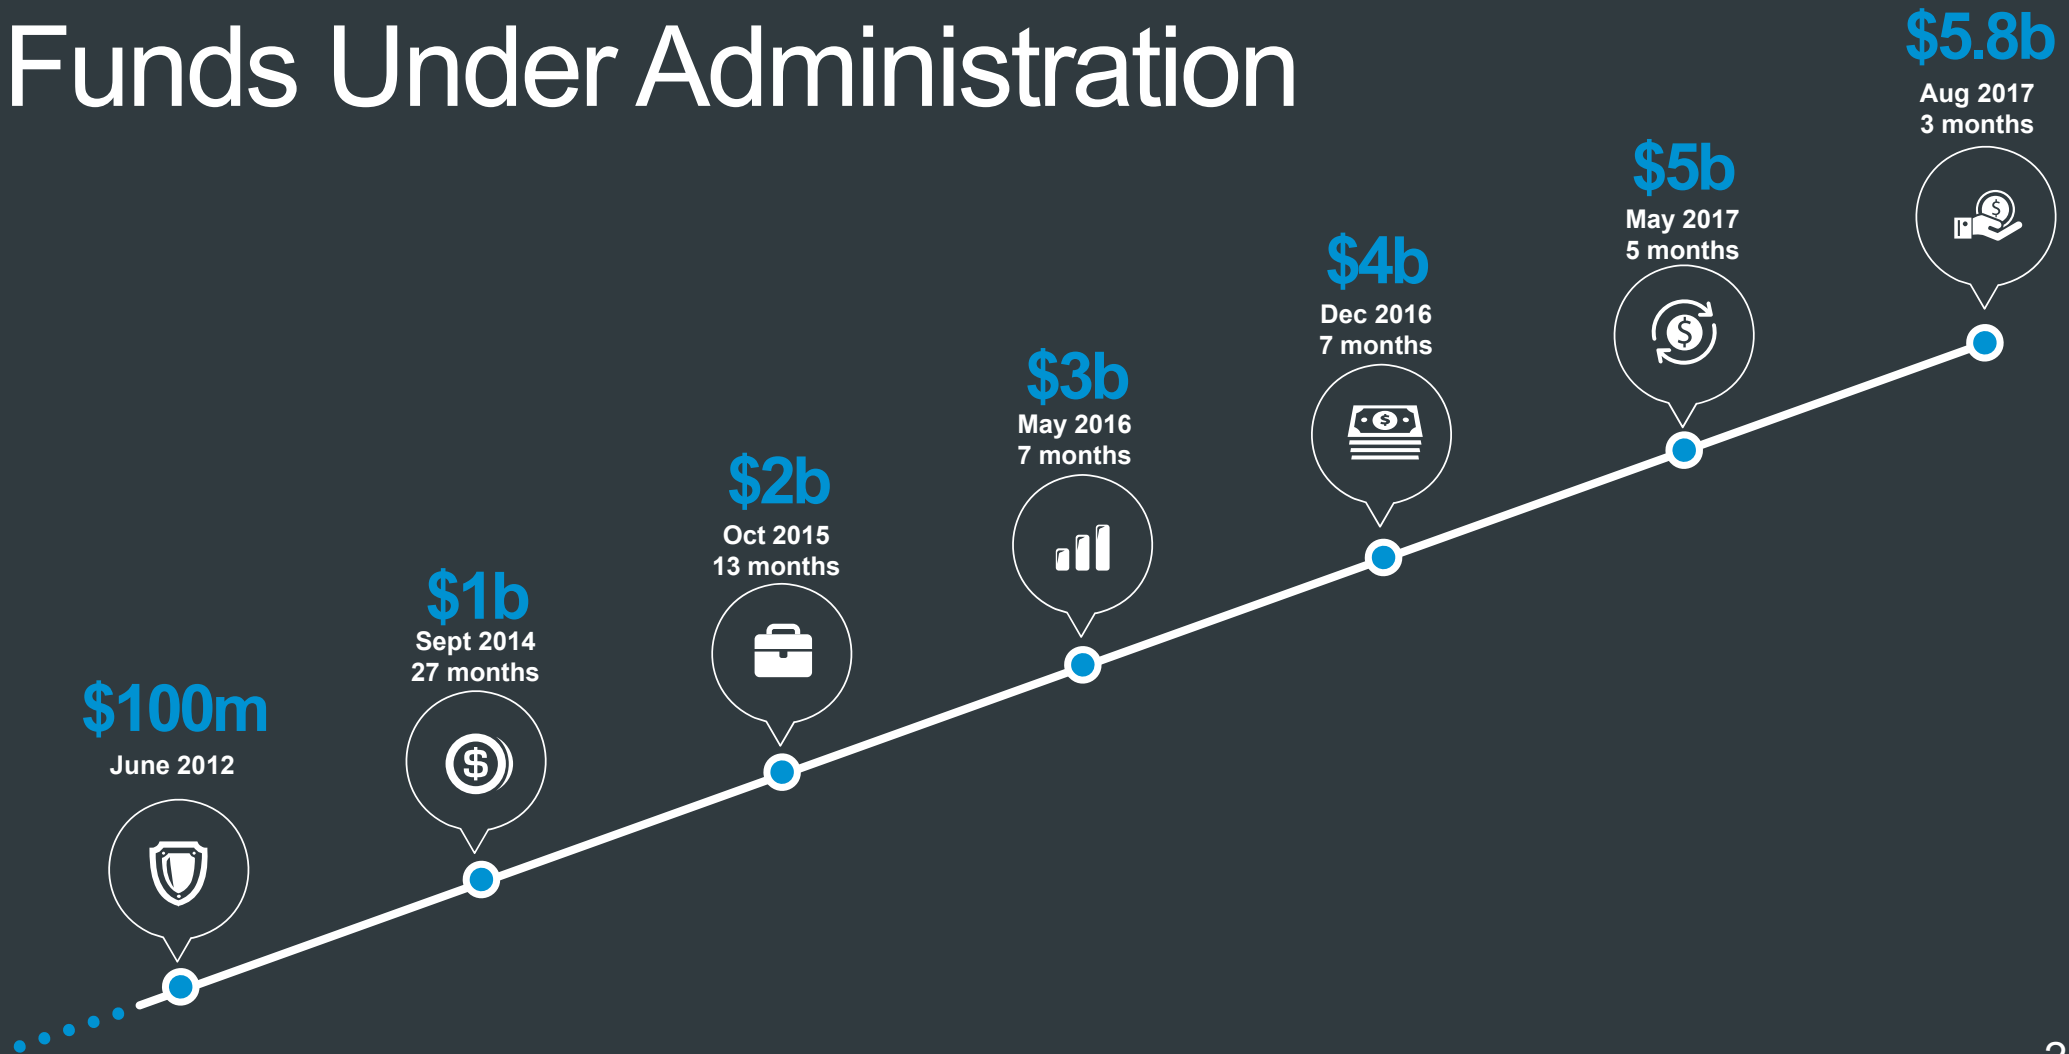 Funds Under Administration
$100m
June 2012
$1b
Sept 2014
27 months
$2b
Oct 2015
13 months
$3b
May 2016
7 months
$4b
Dec 2016
7 months
$5b
May 2017
5 months
$5.8b
Aug 2017
3 months